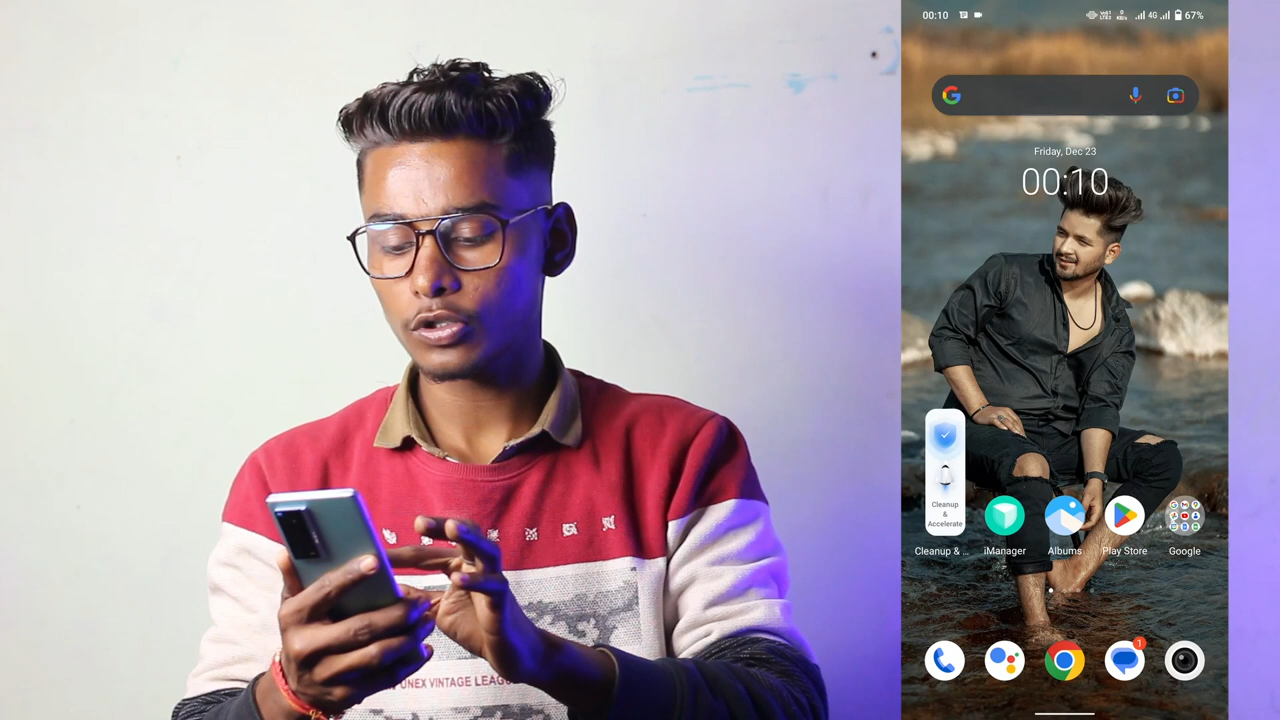 00:10
67%
4G
Friday, Dec 23
00:10
Cleanup
&
Accelerate
Cleanup & ...
iManager
Albums
Play Store
Google
1
UNEX VINTAGE LEAGU